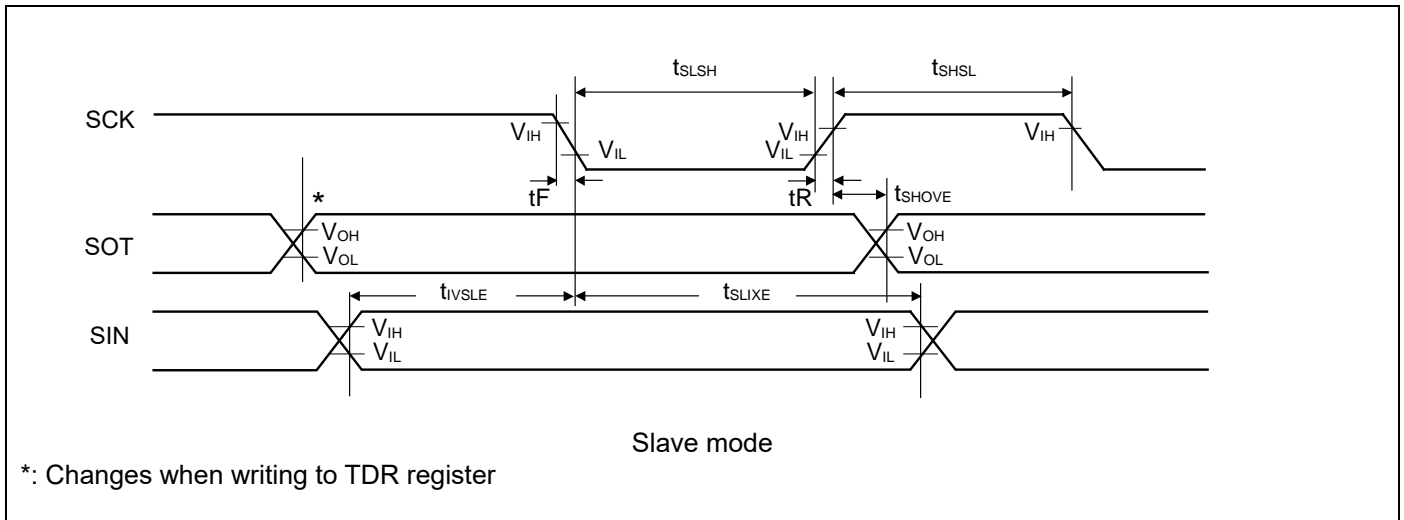 tSLSH tSHSL
SCK VIH VIL VIL VIH VIH
tF tR tSHOVE
*
SOT VOH VOH
VOL VOL
tIVSLE tSLIXE
SIN VIH VIH
VIL VIL
Slave mode
*: Changes when writing to TDR register